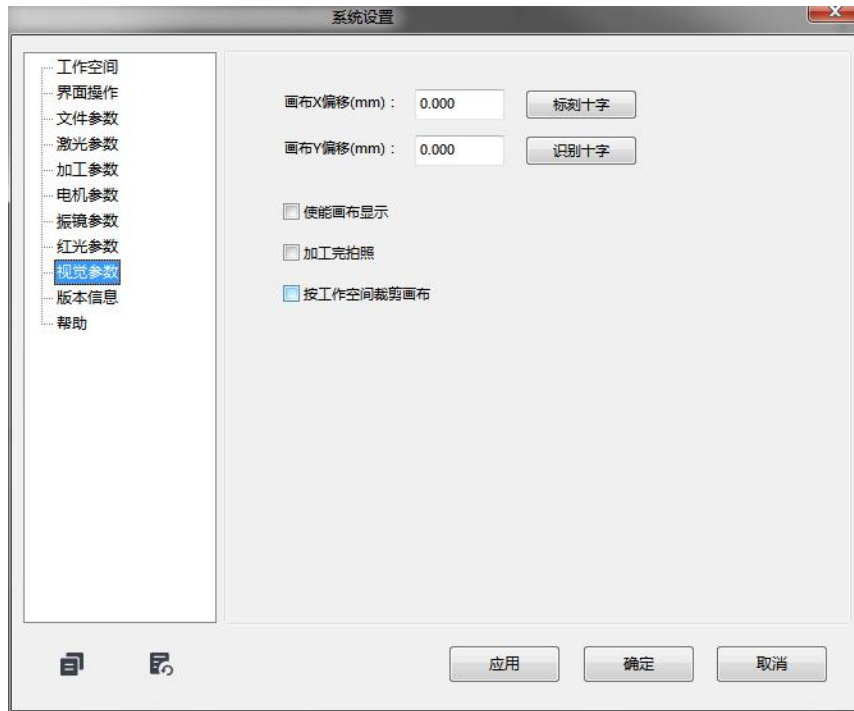 系统设置
工作空间
界面操作
文件参数
激光参数
加工参数
电机参数
振镜参数
红光参数
视觉参数
版本信息
帮助
画布X偏移(mm)： 0.000 标刻十字
画布Y偏移(mm)： 0.000 识别十字
使能画布显示
加工完拍照
按工作空间裁剪画布
应用 确定 取消